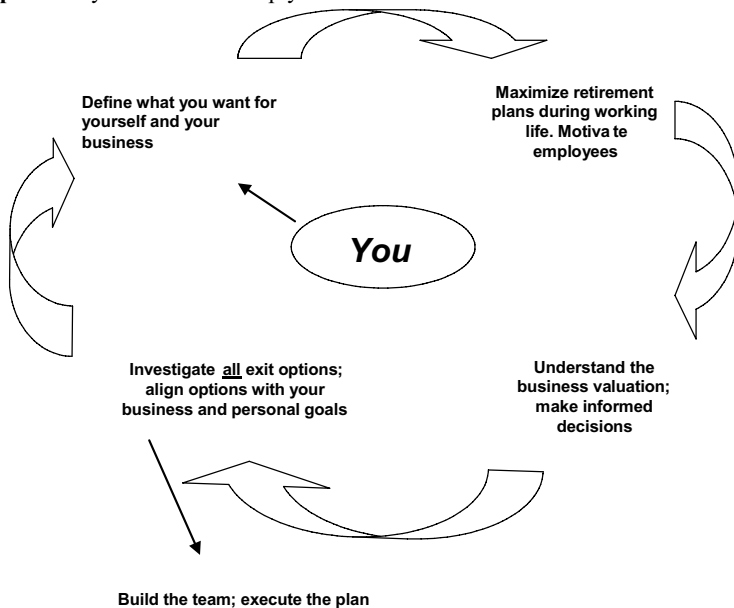 Define what you want for
yourself and your
business
Maximize retirement
plans during working
life. Motiva te
employees
You
Investigate all exit options;
align options with your
business and personal goals
Understand the
business valuation;
make informed
decisions
Build the team; execute the plan